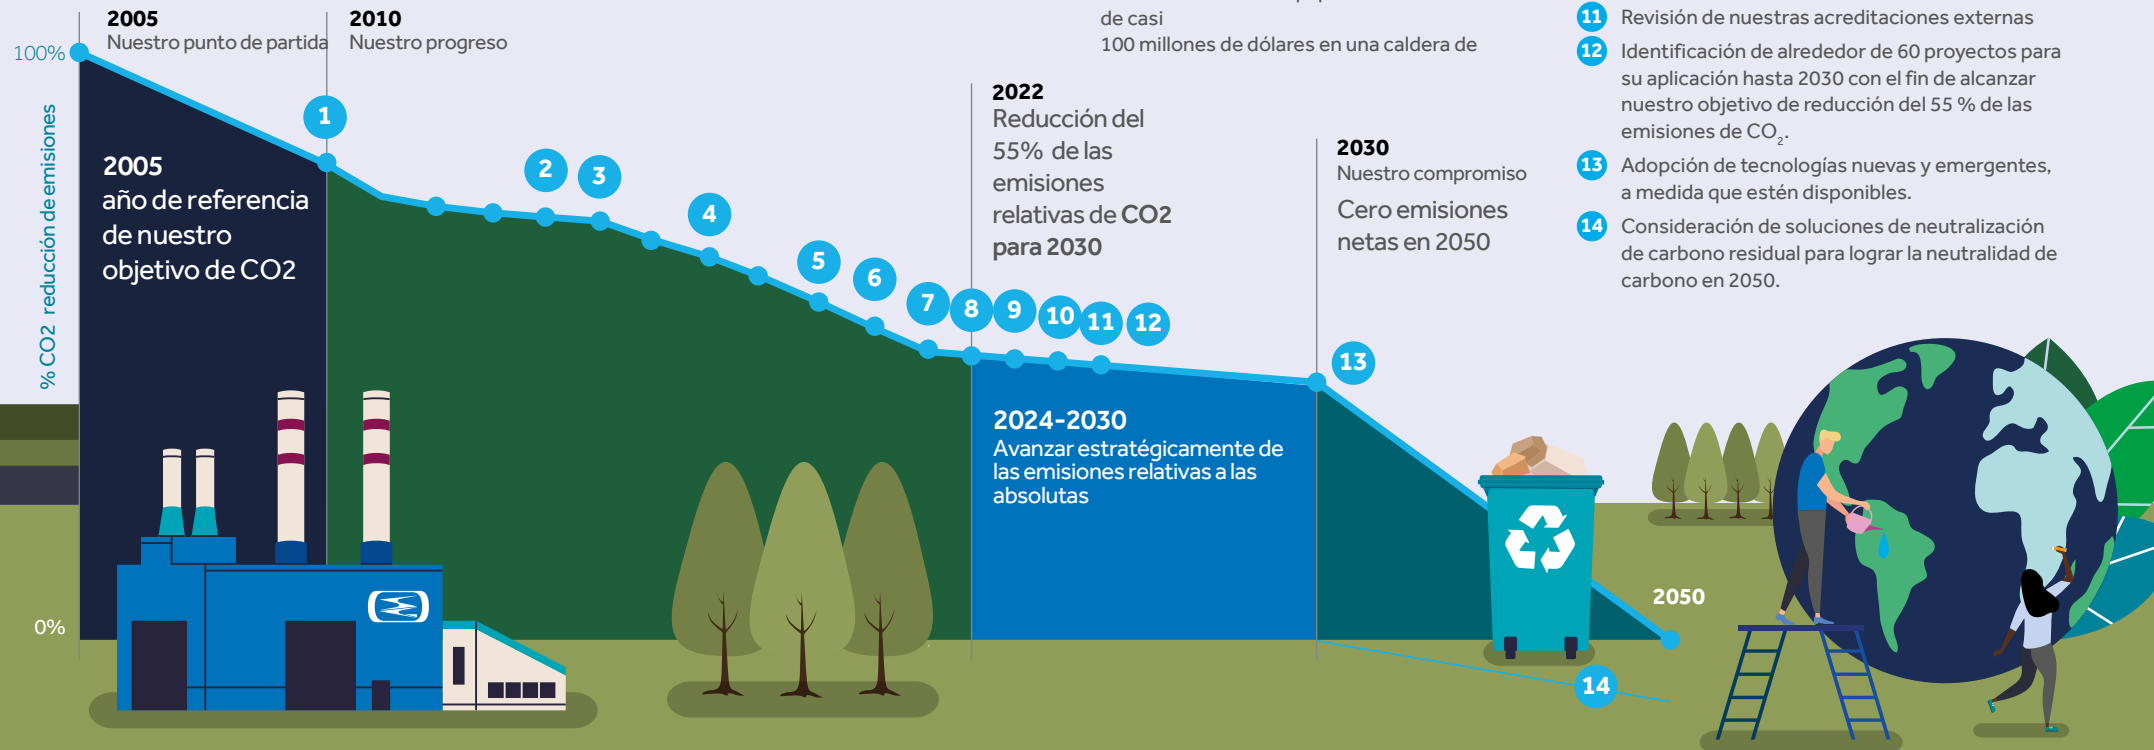 2005
Nuestro punto de partida
2010
Nuestro progreso
de casi
100 millones de dólares en una caldera de
100%
% CO2 reducción de emisiones
0%
2005
año de referencia
de nuestro
objetivo de CO2
1
2
3
4
5
6
7
8
9
10
11
12
13
14
2022
Reducción del
55% de las
emisiones
relativas de CO2
para 2030
2024-2030
Avanzar estratégicamente de
las emisiones relativas a las
absolutas
2030
Nuestro compromiso
Cero emisiones
netas en 2050
2050
11 Revisión de nuestras acreditaciones externas
12 Identificación de alrededor de 60 proyectos para
su aplicación hasta 2030 con el fin de alcanzar
nuestro objetivo de reducción del 55 % de las
emisiones de CO₂.
13 Adopción de tecnologías nuevas y emergentes,
a medida que estén disponibles.
14 Consideración de soluciones de neutralización
de carbono residual para lograr la neutralidad de
carbono en 2050.